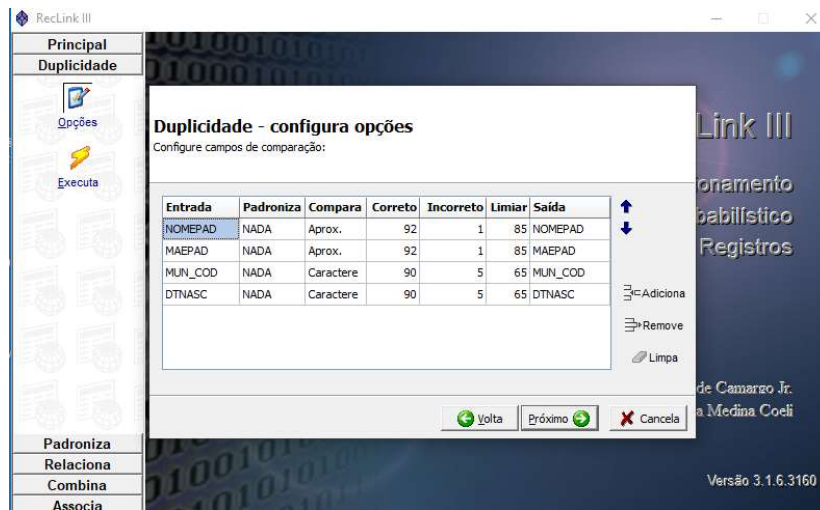 RecLink III
Principal
Duplicidade
Opções
Executa
Duplicidade - configura opções
Configure campos de comparação:
Entrada Padroniza Compara Correto Incorreto Limiar Saída
NOMEPAD NADA Aprox. 92 1 85 NOMEPAD
MAEPAD NADA Aprox. 92 1 85 MAEPAD
MUN_COD NADA Caractere 90 5 65 MUN_COD
DTNASC NADA Caractere 90 5 65 DTNASC
Adiciona
Remove
Limpa
Volta Próximo Cancela
Link III
onamento
babilístico
Registros
de Camargo Jr.
a Medina Coeli
Padroniza
Relaciona
Combina
Associa
Versão 3.1.6.3160